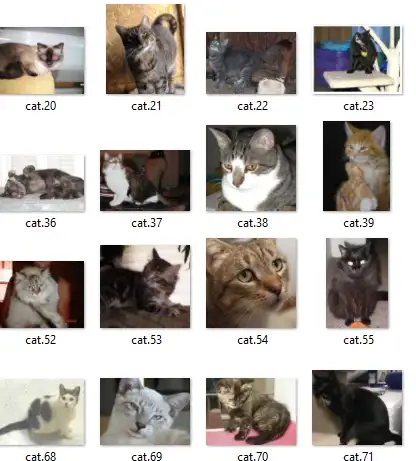 cat.20 cat.21 cat.22 cat.23
cat.36 cat.37 cat.38 cat.39
cat.52 cat.53 cat.54 cat.55
cat.68 cat.69 cat.70 cat.71